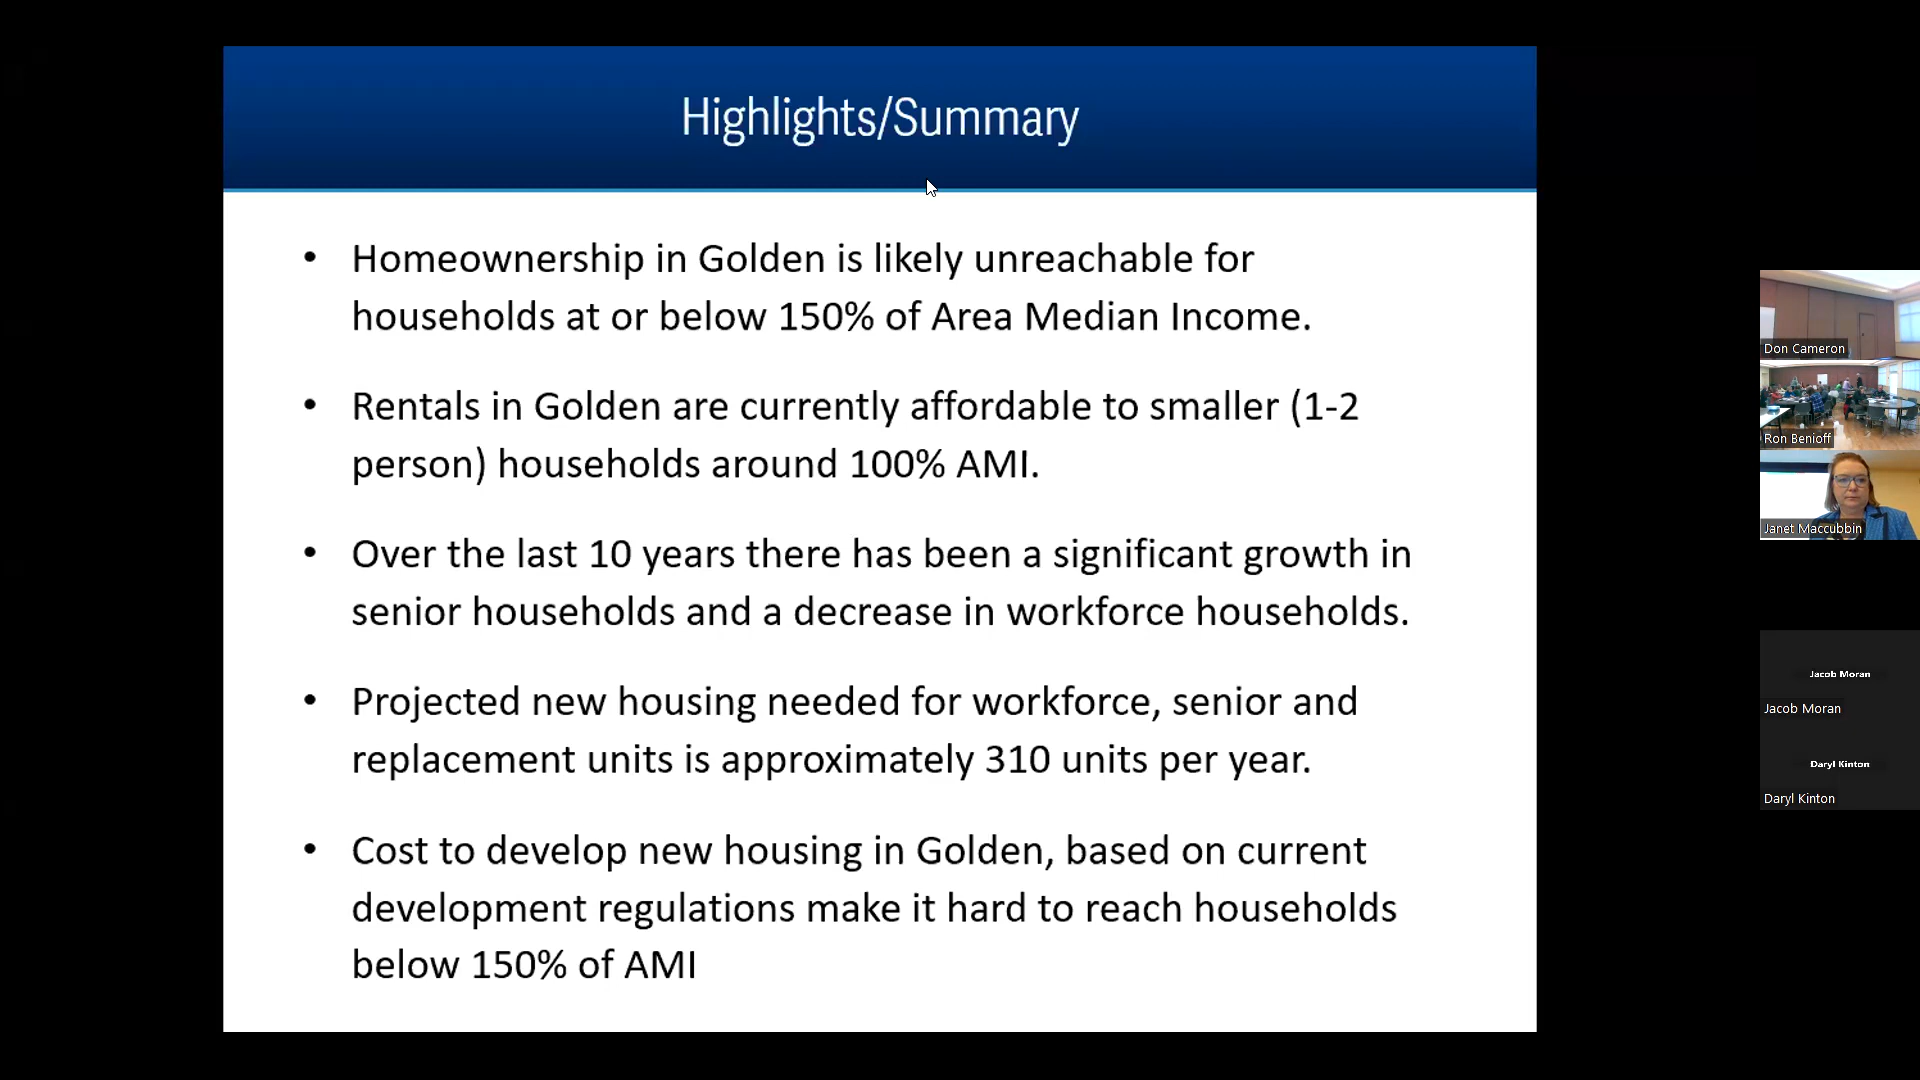 Highlights/Summary
• Homeownership in Golden is likely unreachable for
households at or below 150% of Area Median Income.
• Rentals in Golden are currently affordable to smaller (1-2
person) households around 100% AMI.
• Over the last 10 years there has been a significant growth in
senior households and a decrease in workforce households.
• Projected new housing needed for workforce, senior and
replacement units is approximately 310 units per year.
• Cost to develop new housing in Golden, based on current
development regulations make it hard to reach households
below 150% of AMI
Don Cameron
Ron Benioff
Janet Maccubbin
Jacob Moran
Jacob Moran
Daryl Kinton
Daryl Kinton